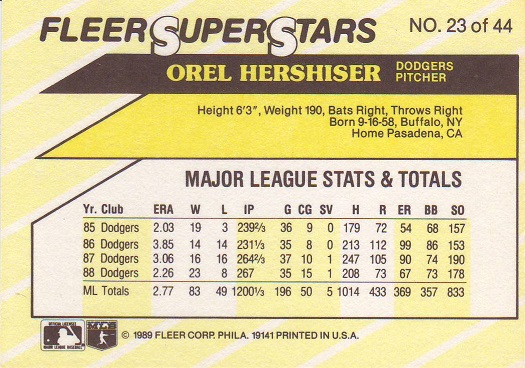 FLEER SUPERSTARS NO. 23 of 44
OREL HERSHISER DODGERS
PITCHER
Height 6'3", Weight 190, Bats Right, Throws Right
Born 9-16-58, Buffalo, NY
Home Pasadena, CA
MAJOR LEAGUE STATS & TOTALS
Yr. Club ERA W L IP G CG SV H R ER BB SO
85 Dodgers 2.03 19 3 239⅔ 36 9 0 179 72 54 68 157
86 Dodgers 3.85 14 14 231⅓ 35 8 0 213 112 99 86 153
87 Dodgers 3.06 16 16 264⅔ 37 10 1 247 105 90 74 190
88 Dodgers 2.26 23 8 267 35 15 1 208 73 67 73 178
ML Totals 2.77 83 49 1200⅓ 196 50 5 1014 433 369 357 833
© 1989 FLEER CORP. PHILA. 19141 PRINTED IN U.S.A.